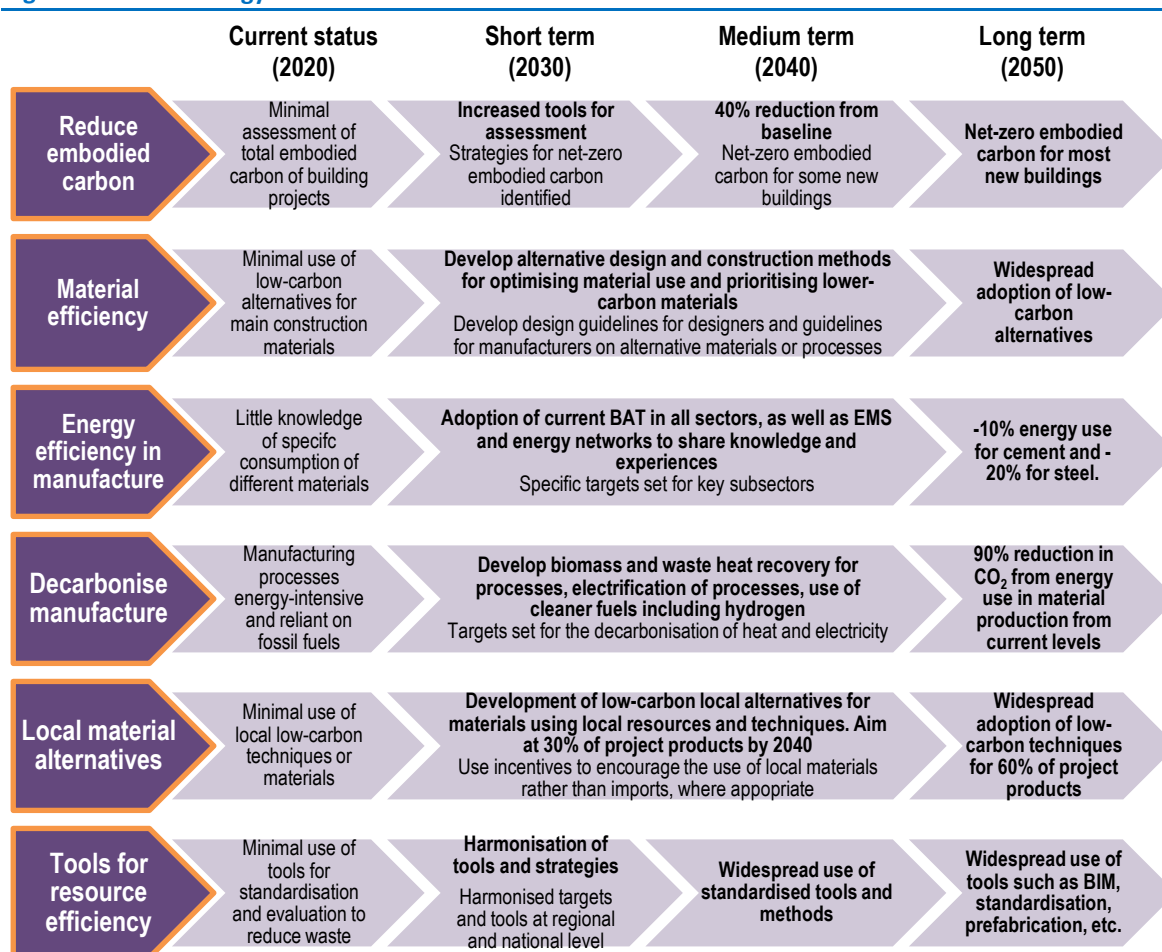 Current status
(2020)
Short term
(2030)
Medium term
(2040)
Long term
(2050)
Reduce
embodied
carbon
Minimal
assessment of
total embodied
carbon of building
projects
Increased tools for
assessment
Strategies for net-zero
embodied carbon
identified
40% reduction from
baseline
Net-zero embodied
carbon for some new
buildings
Net-zero embodied
carbon for most
new buildings
Material
efficiency
Minimal use of
low-carbon
alternatives for
main construction
materials
Develop alternative design and construction methods
for optimising material use and prioritising lower-
carbon materials
Develop design guidelines for designers and guidelines
for manufacturers on alternative materials or processes
Widespread
adoption of low-
carbon
alternatives
Energy
efficiency in
manufacture
Little knowledge
of specifc
consumption of
different materials
Adoption of current BAT in all sectors, as well as EMS
and energy networks to share knowledge and
experiences
Specific targets set for key subsectors
-10% energy use
for cement and -
20% for steel.
Decarbonise
manufacture
Manufacturing
processes
energy-intensive
and reliant on
fossil fuels
Develop biomass and waste heat recovery for
processes, electrification of processes, use of
cleaner fuels including hydrogen
Targets set for the decarbonisation of heat and electricity
90% reduction in
CO₂ from energy
use in material
production from
current levels
Local material
alternatives
Minimal use of
local low-carbon
techniques or
materials
Development of low-carbon local alternatives for
materials using local resources and techniques. Aim
at 30% of project products by 2040
Use incentives to encourage the use of local materials
rather than imports, where appopriate
Widespread
adoption of low-
carbon techniques
for 60% of project
products
Tools for
resource
efficiency
Minimal use of
tools for
standardisation
and evaluation to
reduce waste
Harmonisation of
tools and strategies
Harmonised targets
and tools at regional
and national level
Widespread use of
standardised tools and
methods
Widespread use of
tools such as BIM,
standardisation,
prefabrication, etc.